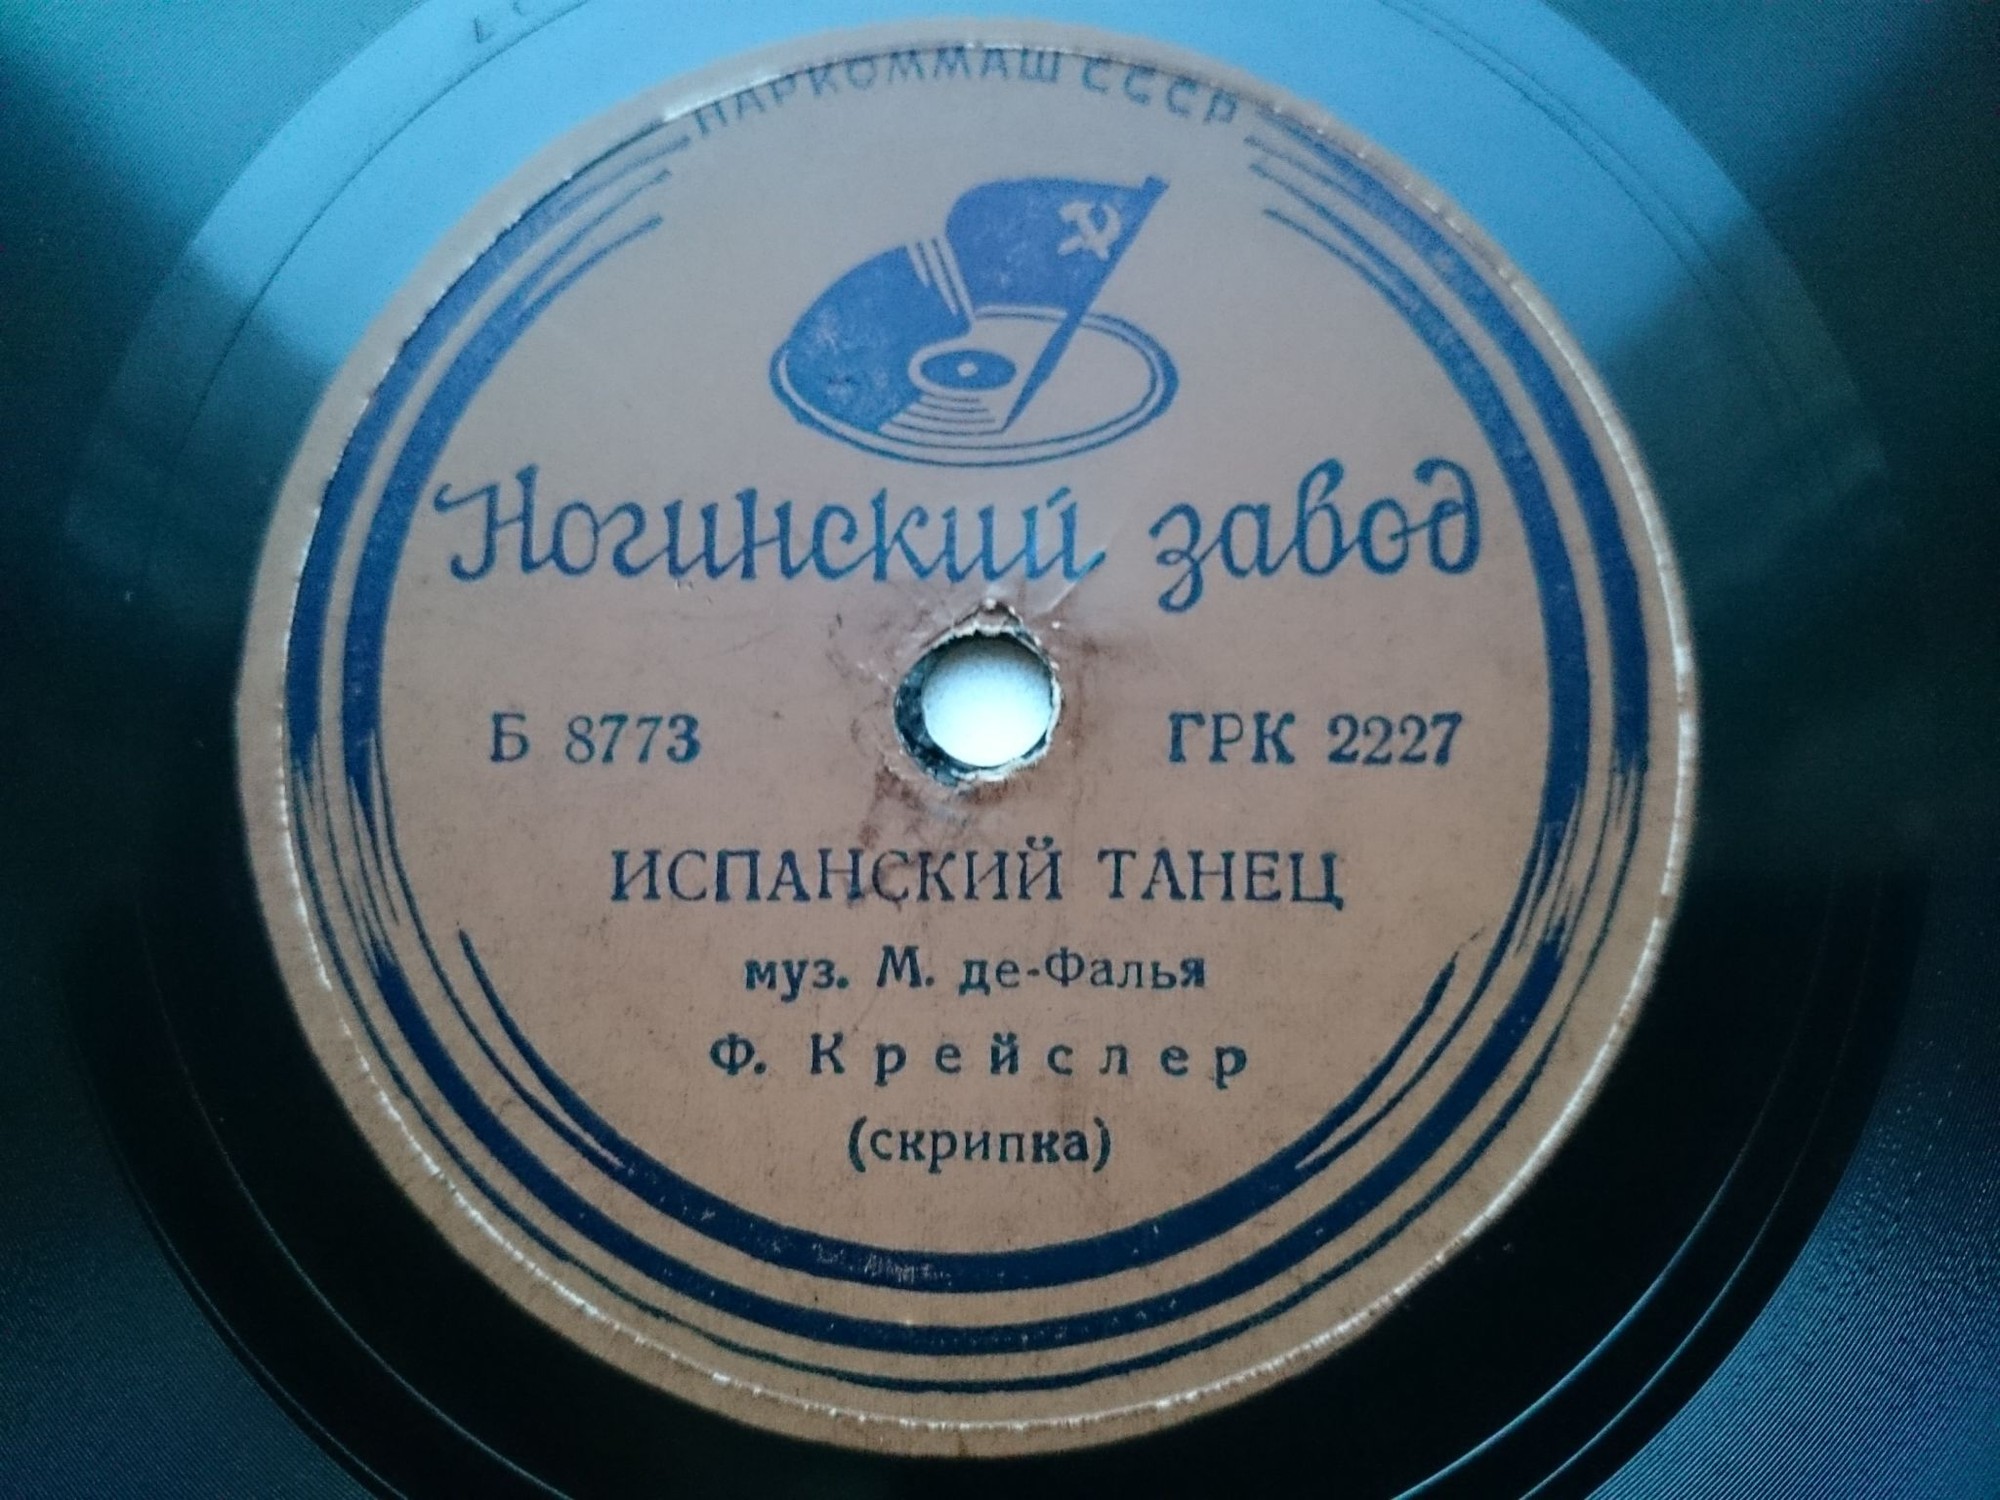 НАРКОММАШ СССР
Ногинский завод
Б 8773 ГРК 2227
ИСПАНСКИЙ ТАНЕЦ
муз. М. де-Фалья
Ф. Крейслер
(скрипка)